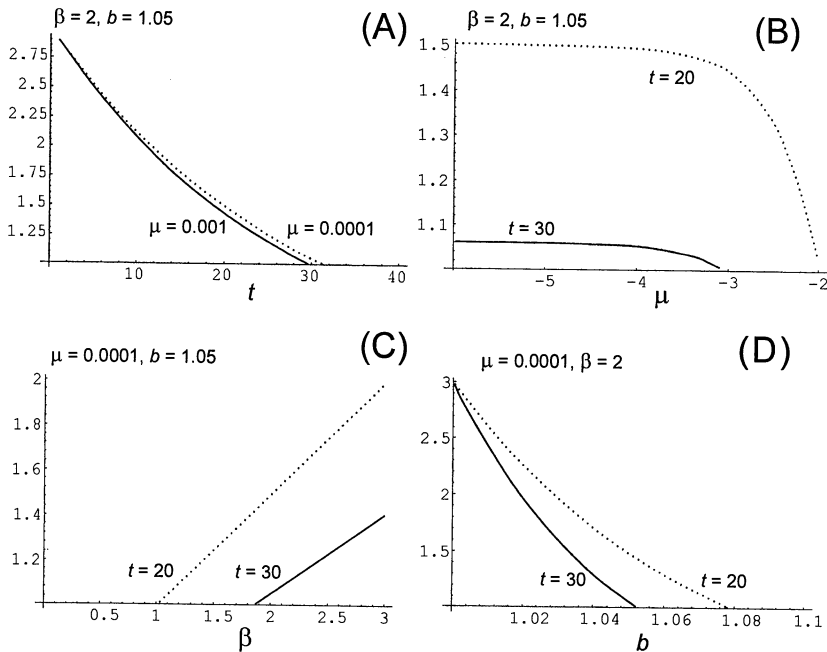 β = 2, b = 1.05
(A)
2.75
2.5
2.25
2
1.75
1.5
1.25
μ = 0.001
μ = 0.0001
10 20 30 40
t
β = 2, b = 1.05
(B)
1.5
1.4
1.3
1.2
1.1
t = 20
t = 30
-5 -4 -3 -2
μ
μ = 0.0001, b = 1.05
(C)
2
1.8
1.6
1.4
1.2
t = 20
t = 30
0.5 1 1.5 2 2.5 3
β
μ = 0.0001, β = 2
(D)
3
2.5
2
1.5
t = 30
t = 20
1.02 1.04 1.06 1.08 1.1
b